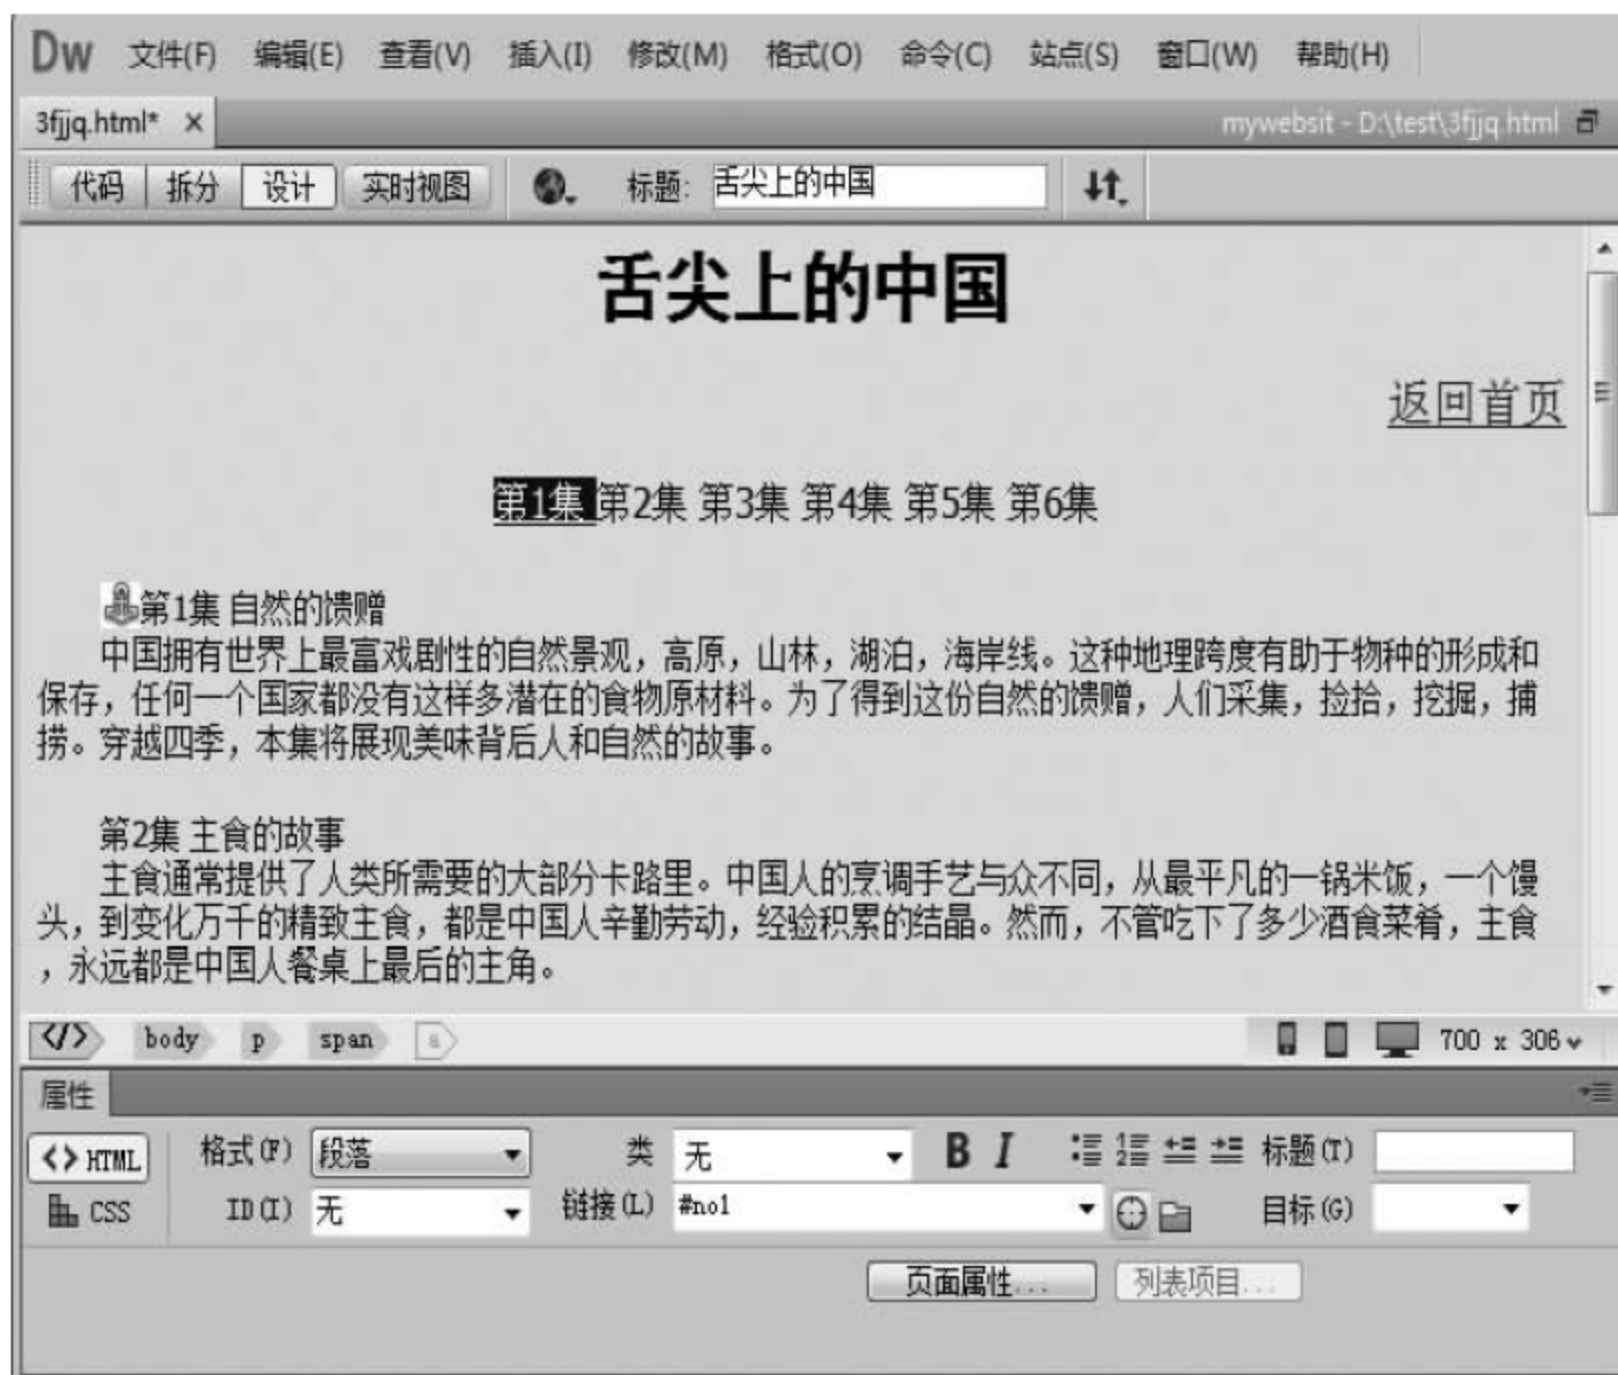 Dw 文件(F) 编辑(E) 查看(V) 插入(I) 修改(M) 格式(O) 命令(C) 站点(S) 窗口(W) 帮助(H)
3fjjq.html* × mywebsit - D:\test\3fjjq.html
代码 拆分 设计 实时视图 标题: 舌尖上的中国
舌尖上的中国
返回首页
第1集 第2集 第3集 第4集 第5集 第6集
第1集 自然的馈赠
中国拥有世界上最富戏剧性的自然景观，高原，山林，湖泊，海岸线。这种地理跨度有助于物种的形成和
保存，任何一个国家都没有这样多潜在的食物原材料。为了得到这份自然的馈赠，人们采集，捡拾，挖掘，捕
捞。穿越四季，本集将展现美味背后人和自然的故事。
第2集 主食的故事
主食通常提供了人类所需要的大部分卡路里。中国人的烹调手艺与众不同，从最平凡的一锅米饭，一个馒
头，到变化万千的精致主食，都是中国人辛勤劳动，经验积累的结晶。然而，不管吃下了多少酒食菜肴，主食
，永远都是中国人餐桌上最后的主角。
</> body p span a 700 x 306
属性
<> HTML 格式(F) 段落 类 无 B I 标题(T)
CSS ID(I) 无 链接(L) #no1 目标(G)
页面属性... 列表项目...